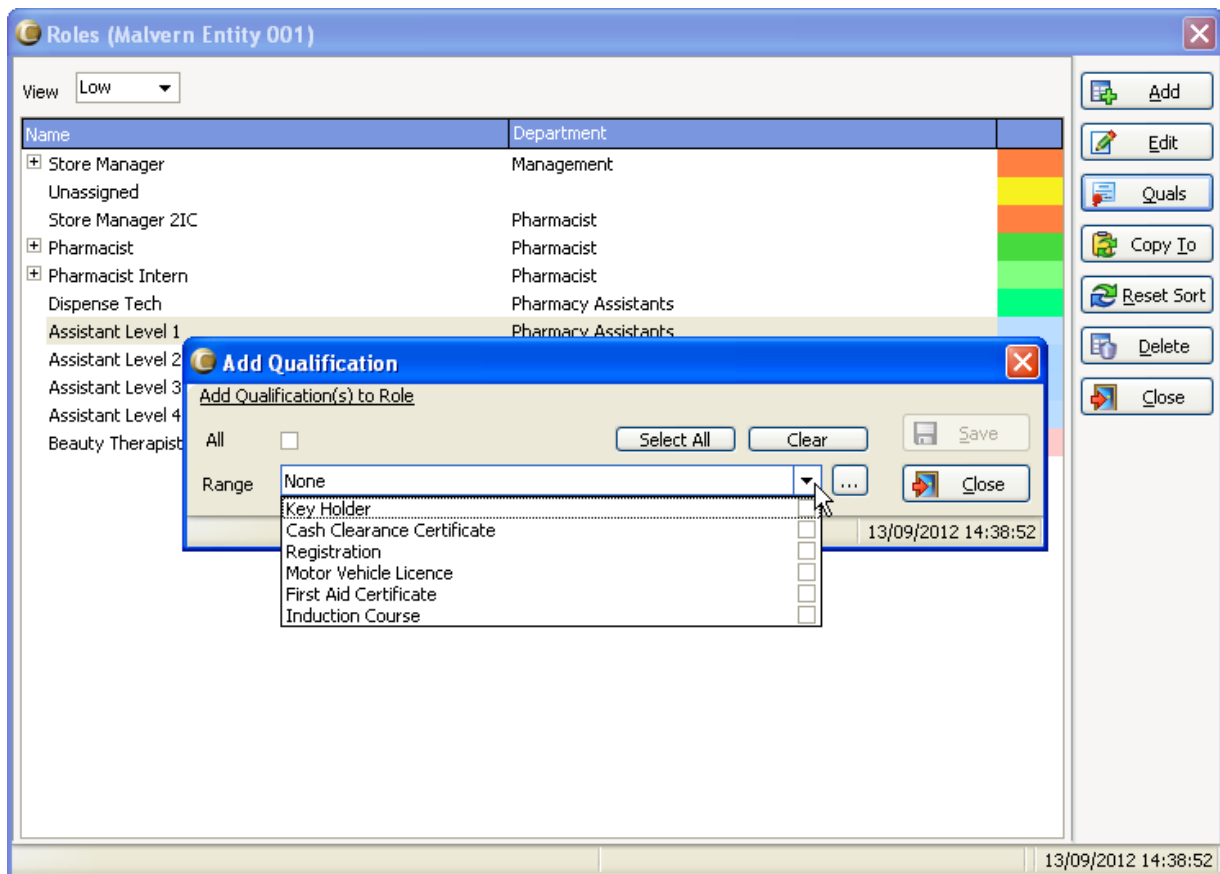 Roles (Malvern Entity 001)
View Low
Add
Name Department
Edit
Store Manager Management
Unassigned
Quals
Store Manager 2IC Pharmacist
Pharmacist Pharmacist
Copy To
Pharmacist Intern Pharmacist
Dispense Tech Pharmacy Assistants
Reset Sort
Assistant Level 1 Pharmacy Assistants
Delete
Assistant Level 2
Assistant Level 3
Close
Assistant Level 4
Beauty Therapist
Add Qualification
Add Qualification(s) to Role
All Select All Clear Save
Range None ... Close
Key Holder
Cash Clearance Certificate
Registration
Motor Vehicle Licence
First Aid Certificate
Induction Course
13/09/2012 14:38:52
13/09/2012 14:38:52